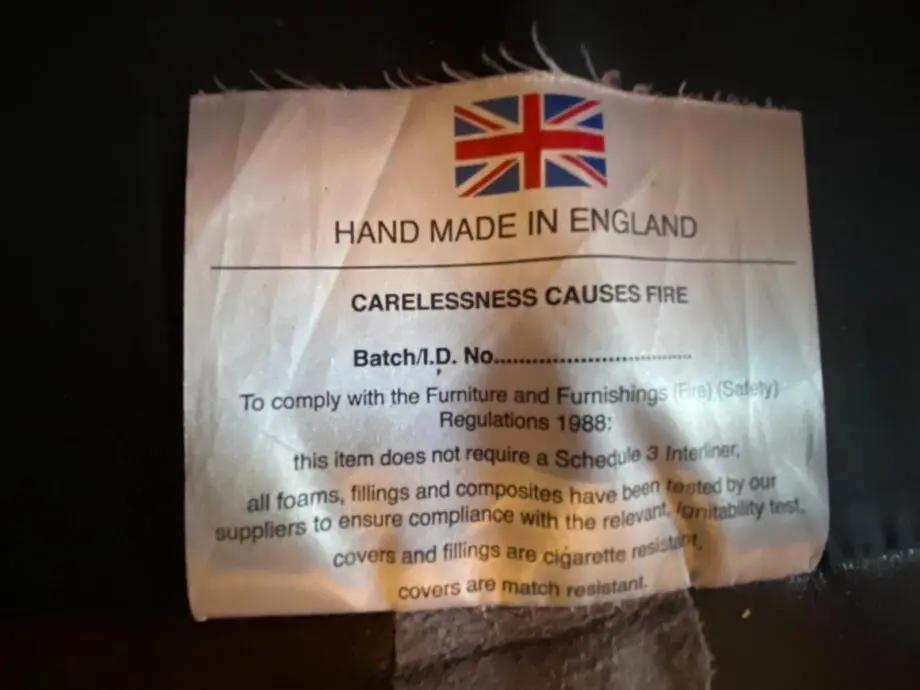 HAND MADE IN ENGLAND
CARELESSNESS CAUSES FIRE
Batch/I.D. No...............................
To comply with the Furniture and Furnishings (Fire) (Safety)
Regulations 1988:
this item does not require a Schedule 3 Interliner,
all foams, fillings and composites have been tested by our
suppliers to ensure compliance with the relevant, ignitability test,
covers and fillings are cigarette resistant,
covers are match resistant.